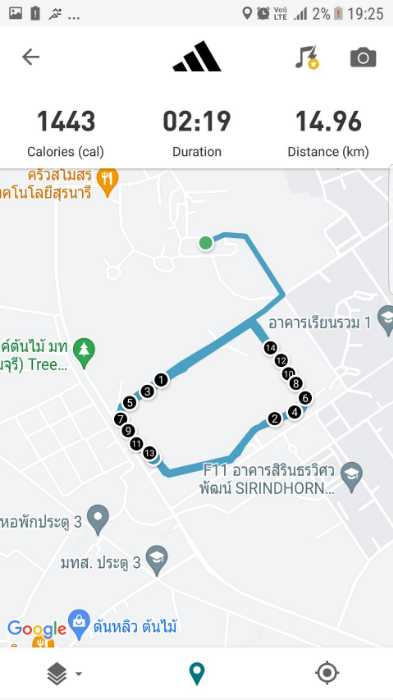 Voi)
LTE
2%
19:25
1443
02:19
14.96
Calories (cal)
Duration
Distance (km)
ครัวสโมสร
คโนโลยีสุรนารี
อาคารเรียนรวม 1
ค์ต้นไม้ มท
มจุรี) Tree...
1
3
5
7
9
11
13
14
12
10
8
6
4
2
F11 อาคารสิรินธรวิศว
พัฒน์ SIRINDHORN...
หอพักประตู 3
มทส. ประตู 3
Google
ต้นหลิว ต้นไม้